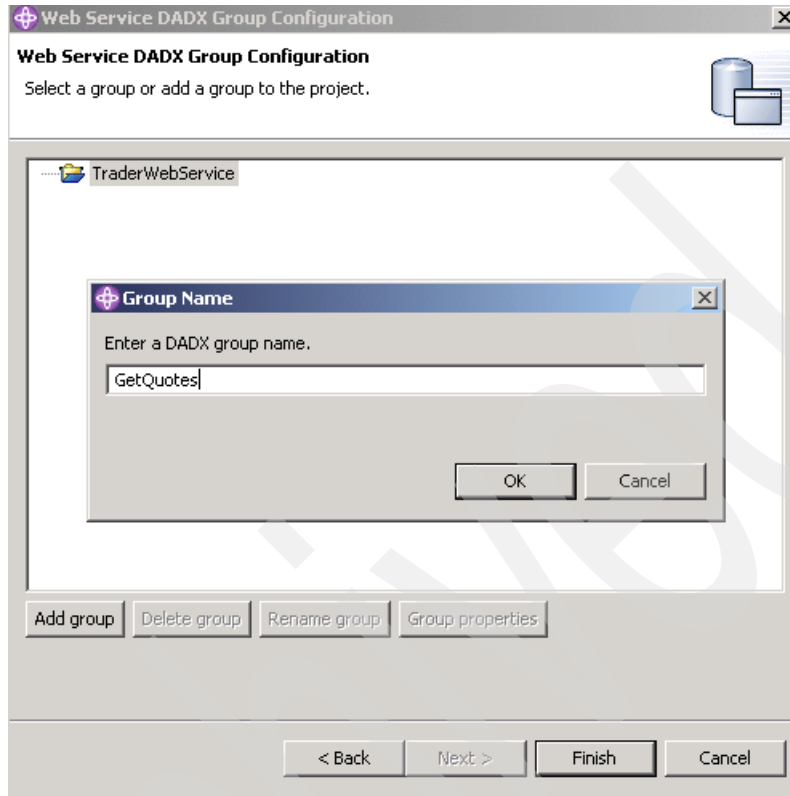 Web Service DADX Group Configuration
Web Service DADX Group Configuration
Select a group or add a group to the project.
TraderWebService
Group Name
Enter a DADX group name.
GetQuotes
OK Cancel
Add group Delete group Rename group Group properties
< Back Next > Finish Cancel